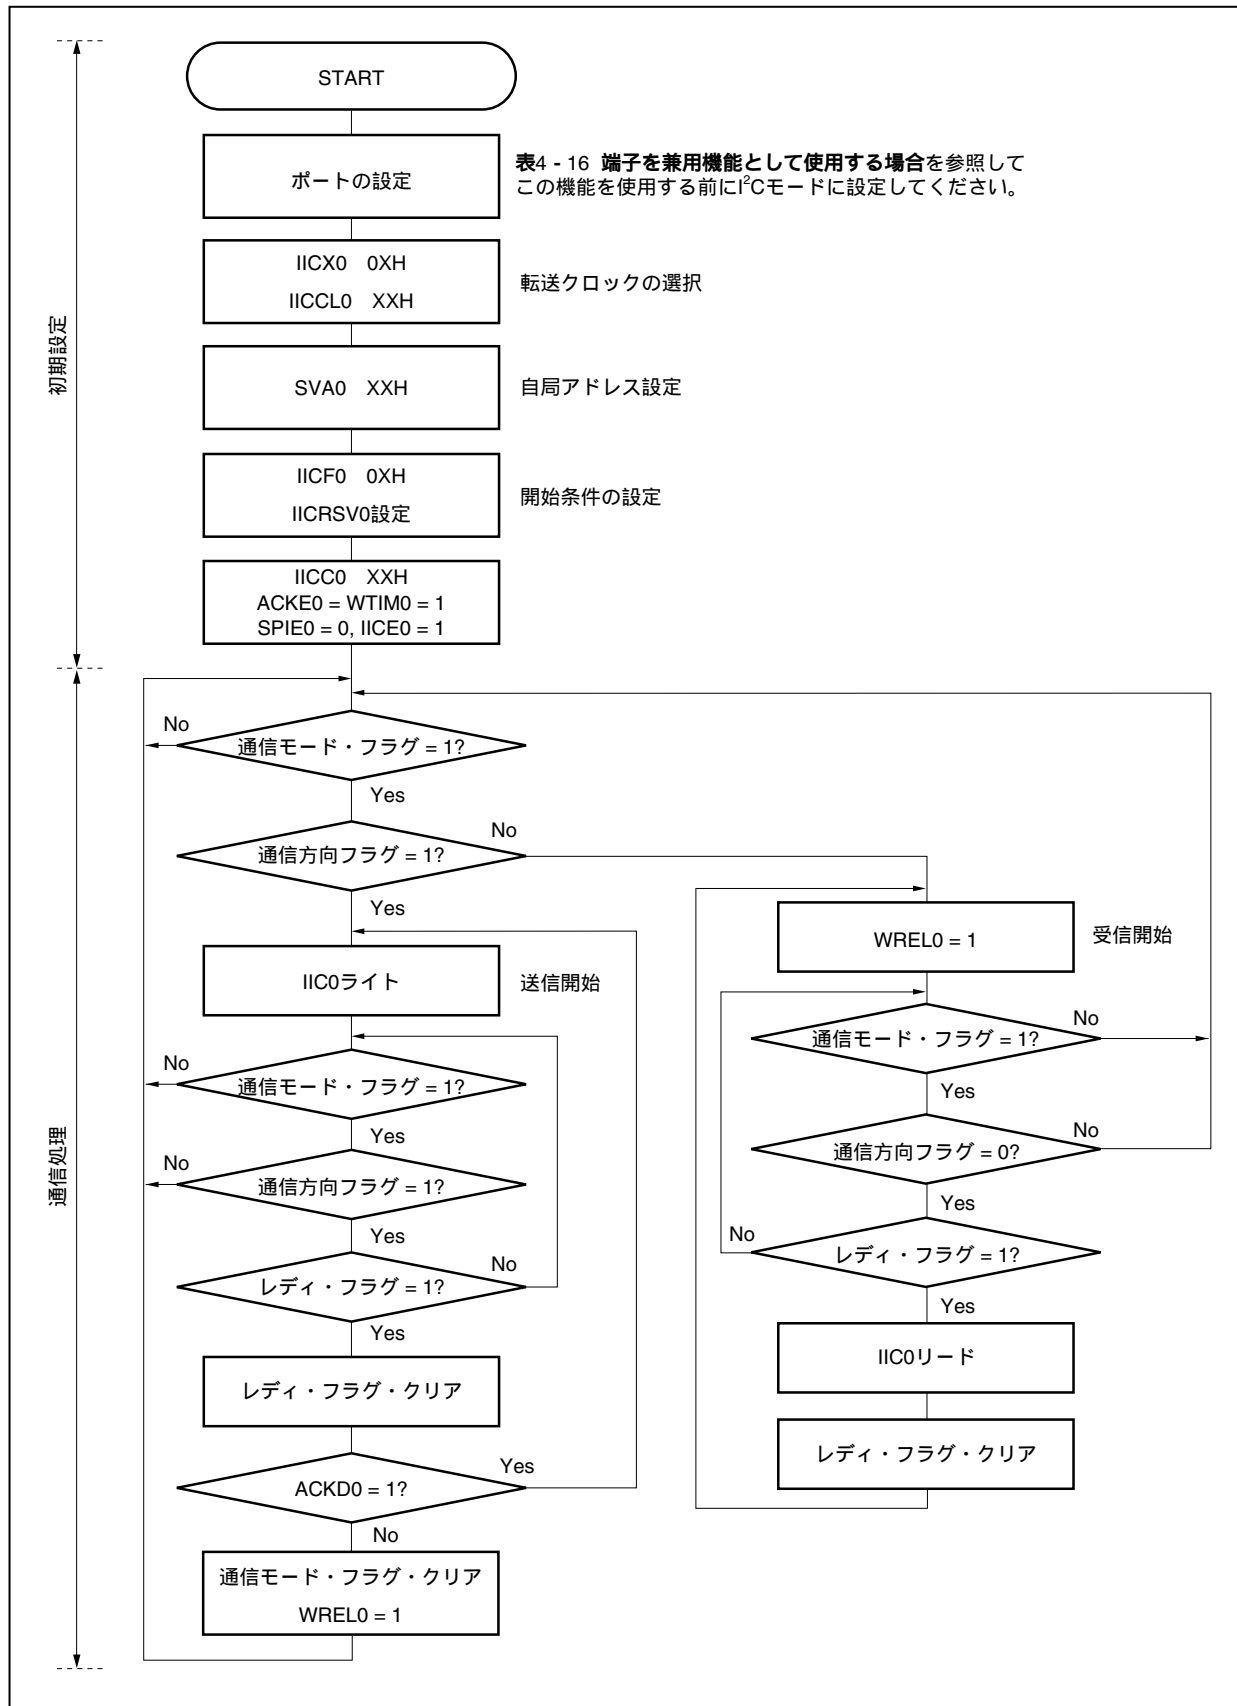 START
ポートの設定
表4-16 端子を兼用機能として使用する場合を参照して
この機能を使用する前にI²Cモードに設定してください。
IICX0 0XH
IICCL0 XXH
転送クロックの選択
SVA0 XXH
自局アドレス設定
IICF0 0XH
IICRSV0設定
開始条件の設定
IICC0 XXH
ACKE0 = WTIM0 = 1
SPIE0 = 0, IICE0 = 1
初期設定
通信モード・フラグ = 1?
No
Yes
通信方向フラグ = 1?
No
Yes
IIC0ライト
送信開始
通信モード・フラグ = 1?
No
Yes
通信方向フラグ = 1?
No
Yes
レディ・フラグ = 1?
No
Yes
レディ・フラグ・クリア
ACKD0 = 1?
Yes
No
通信モード・フラグ・クリア
WREL0 = 1
WREL0 = 1
受信開始
通信モード・フラグ = 1?
No
Yes
通信方向フラグ = 0?
No
Yes
レディ・フラグ = 1?
No
Yes
IIC0リード
レディ・フラグ・クリア
通信処理